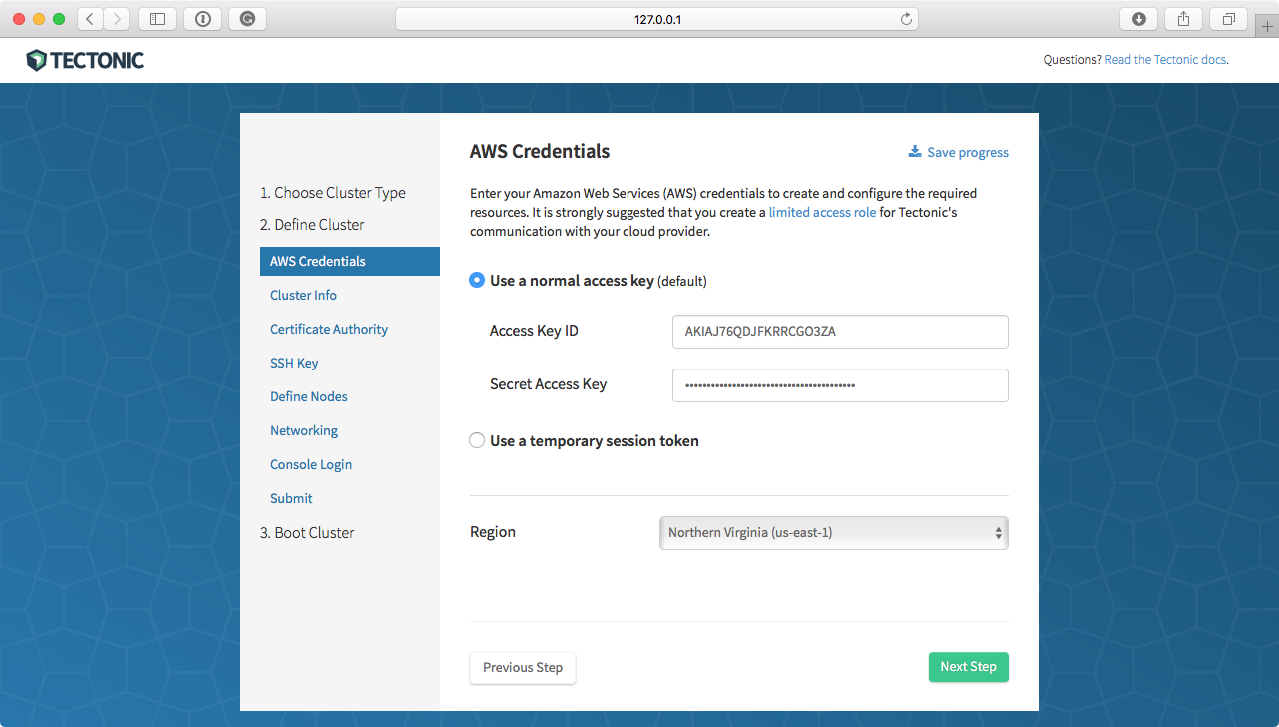 127.0.0.1
TECTONIC
Questions? Read the Tectonic docs.
1. Choose Cluster Type
2. Define Cluster
AWS Credentials
Cluster Info
Certificate Authority
SSH Key
Define Nodes
Networking
Console Login
Submit
3. Boot Cluster
AWS Credentials
Save progress
Enter your Amazon Web Services (AWS) credentials to create and configure the required
resources. It is strongly suggested that you create a limited access role for Tectonic's
communication with your cloud provider.
Use a normal access key (default)
Access Key ID
AKIAJ76QDJFKRRCGO3ZA
Secret Access Key
Use a temporary session token
Region
Northern Virginia (us-east-1)
Previous Step
Next Step